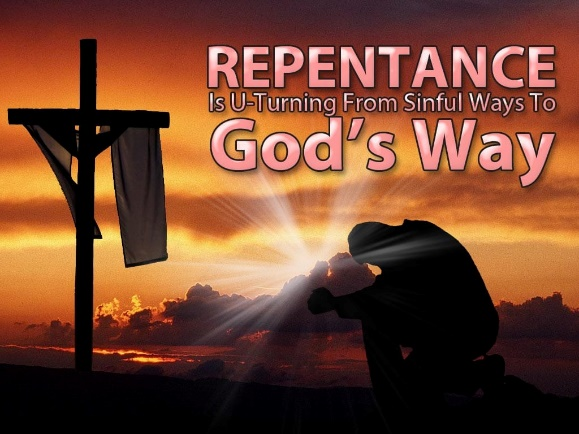 REPENTANCE
Is U-Turning From Sinful Ways To
God's Way